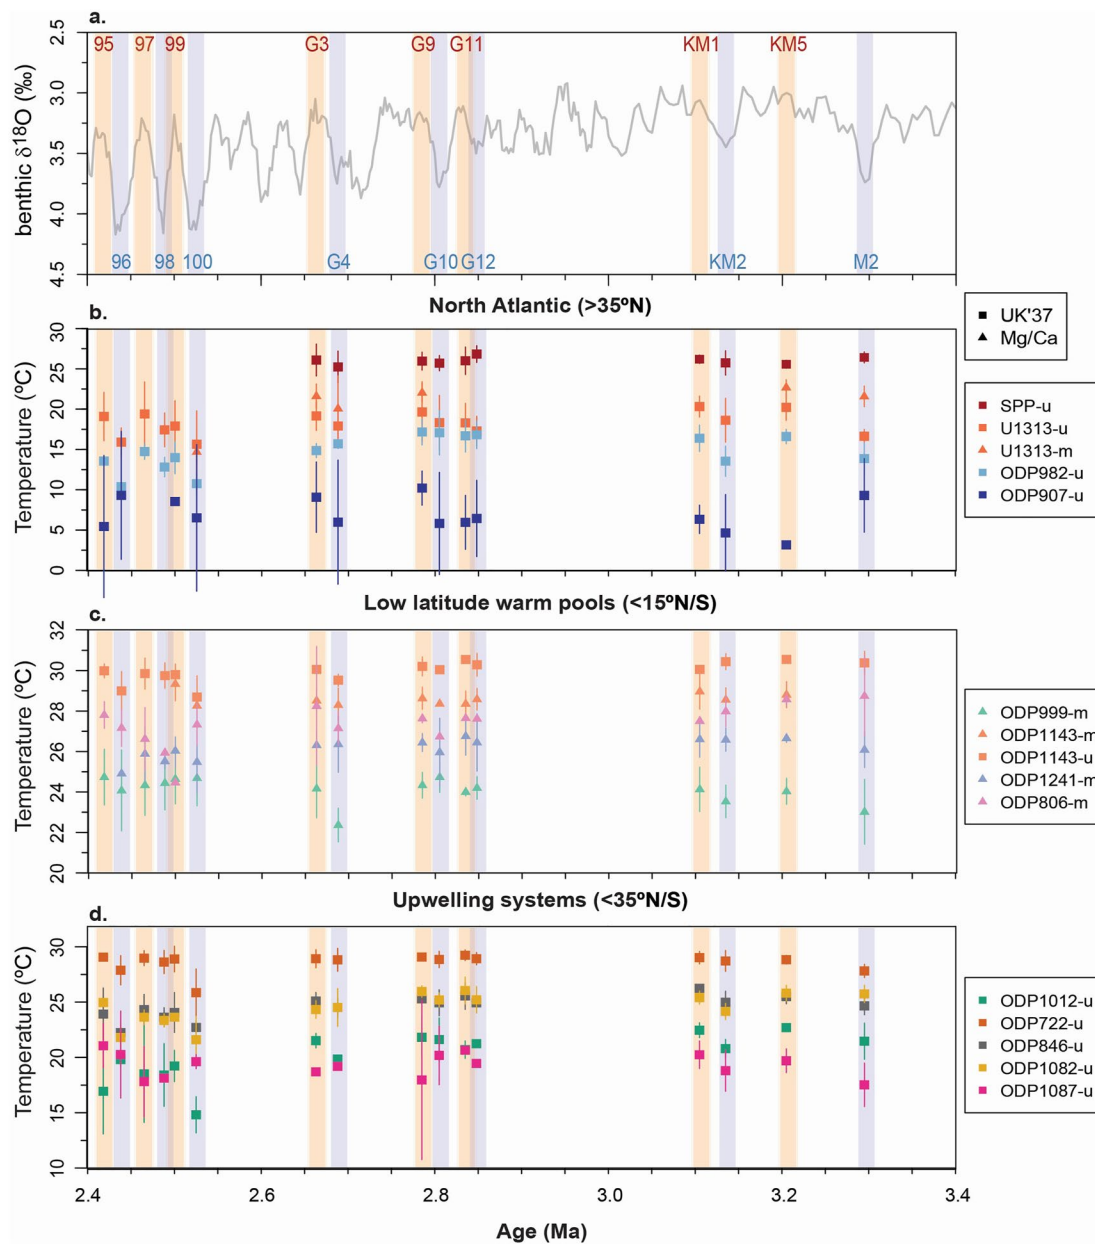 a.
2.5
3.0
3.5
4.0
4.5
benthic δ18O (‰)
95 97 99 G3 G9 G11 KM1 KM5
96 98 100 G4 G10 G12 KM2 M2
North Atlantic (>35ºN)
b.
30
25
20
15
10
5
0
Temperature (ºC)
UK'37
Mg/Ca
SPP-u
U1313-u
U1313-m
ODP982-u
ODP907-u
Low latitude warm pools (<15ºN/S)
c.
32
30
28
26
24
22
20
Temperature (ºC)
ODP999-m
ODP1143-m
ODP1143-u
ODP1241-m
ODP806-m
Upwelling systems (<35ºN/S)
d.
30
25
20
15
10
Temperature (ºC)
ODP1012-u
ODP722-u
ODP846-u
ODP1082-u
ODP1087-u
2.4 2.6 2.8 3.0 3.2 3.4
Age (Ma)